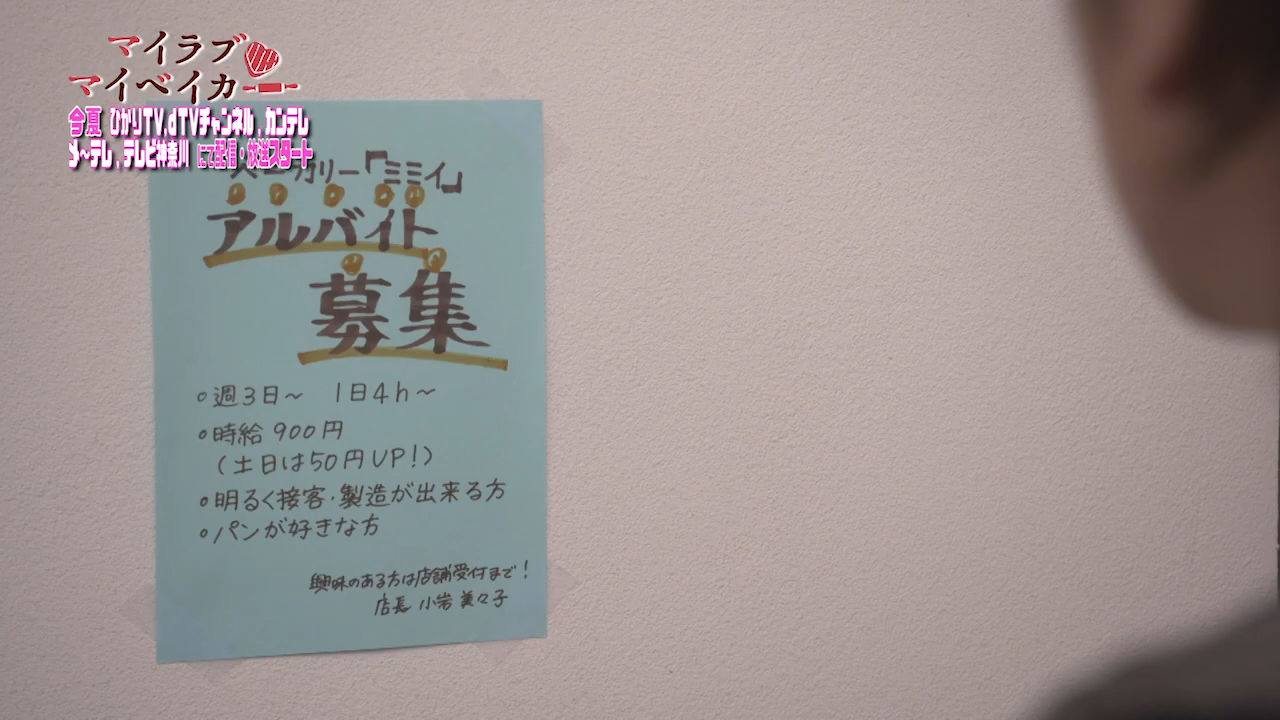 マイラブ
マイベイカー
今夏 ひかりTV,dTVチャンネル,カンテレ
メ~テレ,テレビ神奈川 にて配信・放送スタート
ベーカリー「ミミィ」
アルバイト
募集
○週3日~ 1日4h~
○時給 900円
(土日は50円UP!)
○明るく接客・製造が出来る方
○パンが好きな方
興味のある方は店舗受付まで!
店長 小岩 美々子